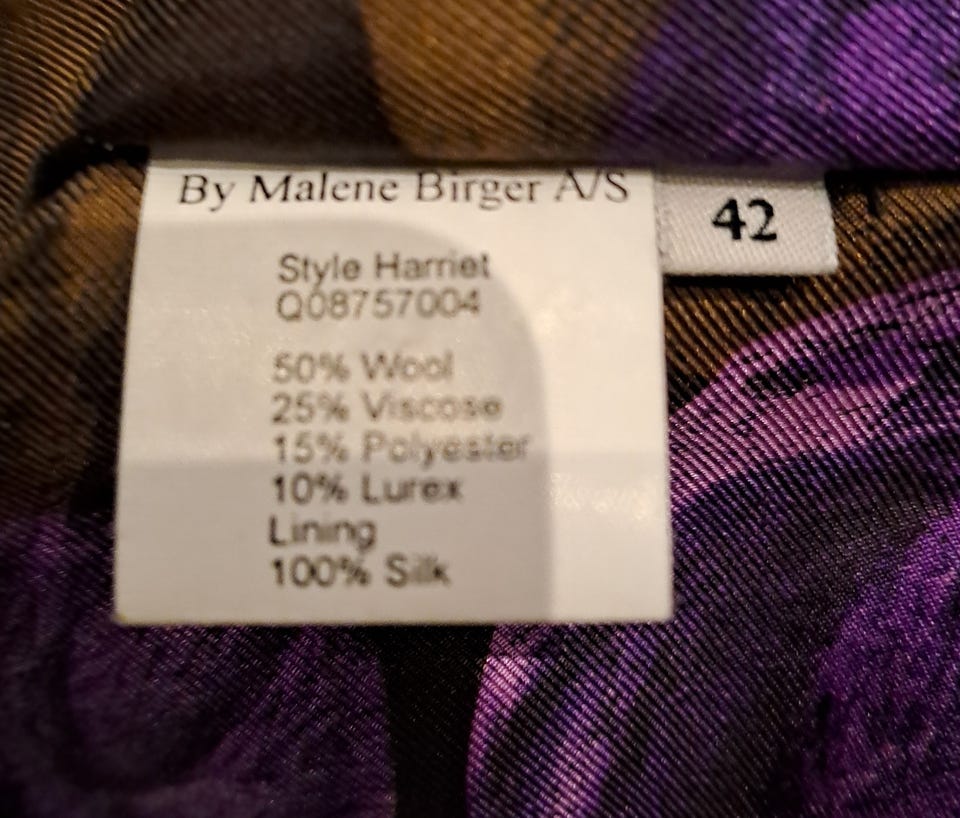 By Malene Birger A/S
42
Style Harriet
Q08757004
50% Wool
25% Viscose
15% Polyester
10% Lurex
Lining
100% Silk